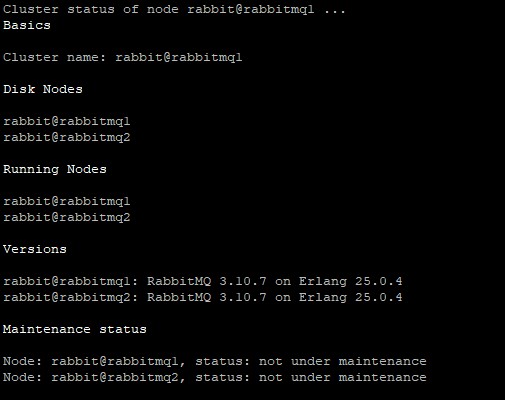 Cluster status of node rabbit@rabbitmq1 ...
Basics
Cluster name: rabbit@rabbitmq1
Disk Nodes
rabbit@rabbitmq1
rabbit@rabbitmq2
Running Nodes
rabbit@rabbitmq1
rabbit@rabbitmq2
Versions
rabbit@rabbitmq1: RabbitMQ 3.10.7 on Erlang 25.0.4
rabbit@rabbitmq2: RabbitMQ 3.10.7 on Erlang 25.0.4
Maintenance status
Node: rabbit@rabbitmq1, status: not under maintenance
Node: rabbit@rabbitmq2, status: not under maintenance